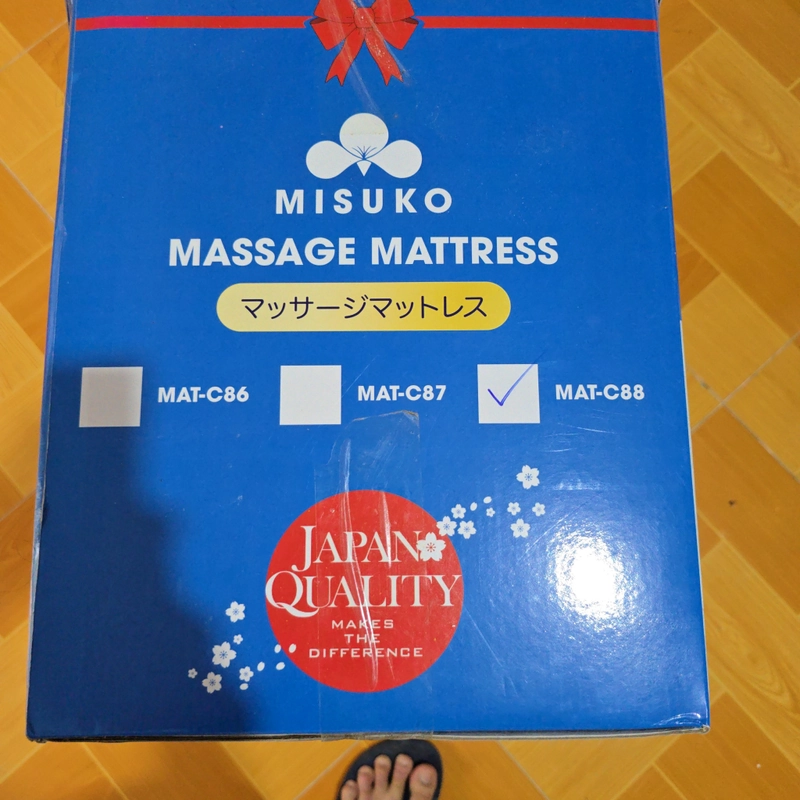 MISUKO
MASSAGE MATTRESS
マッサージマットレス
MAT-C86 MAT-C87 MAT-C88
JAPAN
QUALITY
MAKES
THE
DIFFERENCE